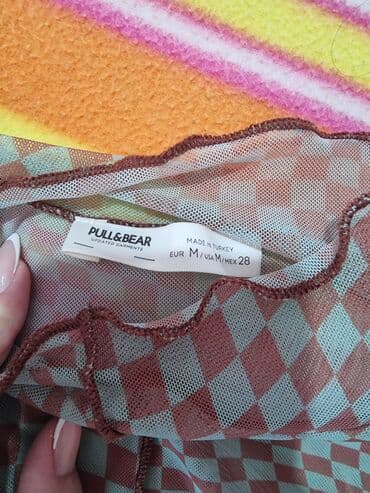 PULL&BEAR
UPDATED GARMENTS
MADE IN TURKEY
EUR M / USA M / MEX 28